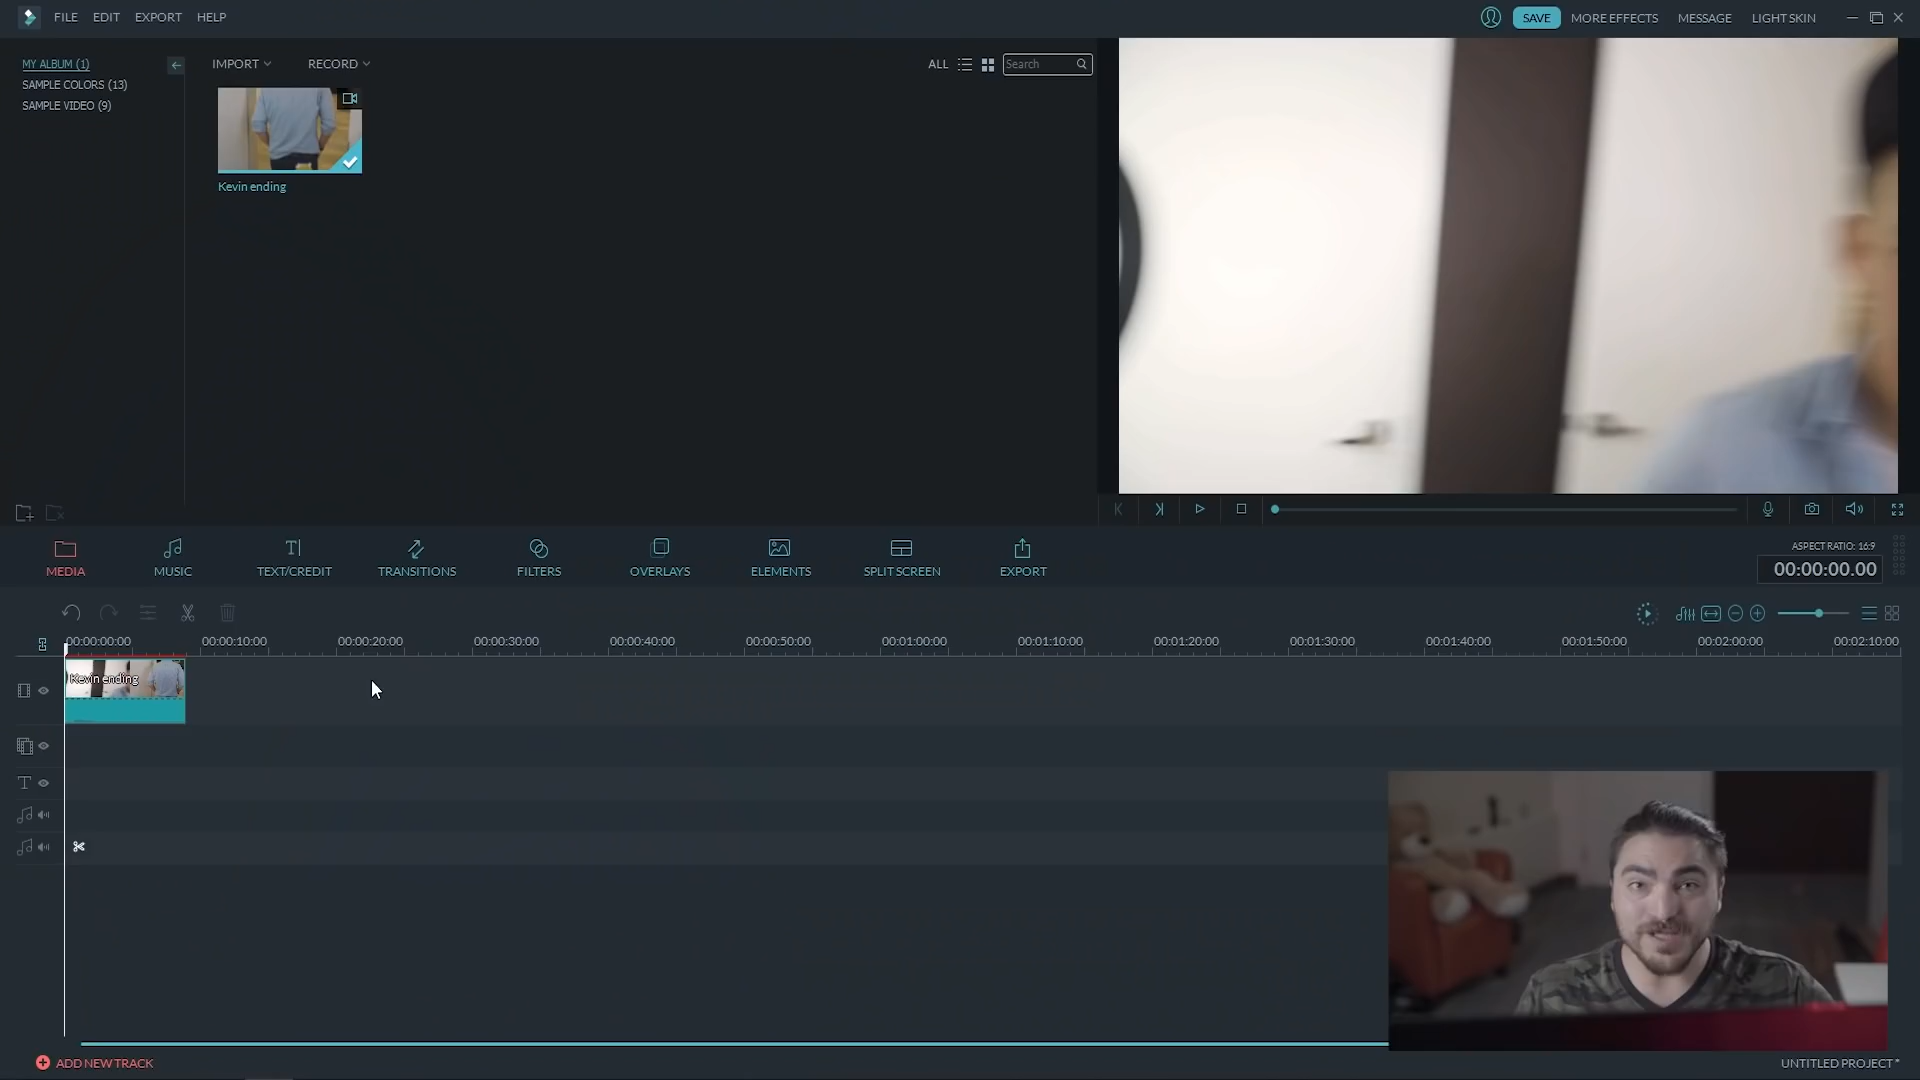 FILE EDIT EXPORT HELP
SAVE MORE EFFECTS MESSAGE LIGHT SKIN
MY ALBUM (1)
SAMPLE COLORS (13)
SAMPLE VIDEO (9)
IMPORT RECORD
ALL Search
Kevin ending
MEDIA MUSIC TEXT/CREDIT TRANSITIONS FILTERS OVERLAYS ELEMENTS SPLIT SCREEN EXPORT
ASPECT RATIO: 16:9
00:00:00.00
00:00:00:00 00:00:10:00 00:00:20:00 00:00:30:00 00:00:40:00 00:00:50:00 00:01:00:00 00:01:10:00 00:01:20:00 00:01:30:00 00:01:40:00 00:01:50:00 00:02:00:00 00:02:10:00
Kevin ending
ADD NEW TRACK
UNTITLED PROJECT*